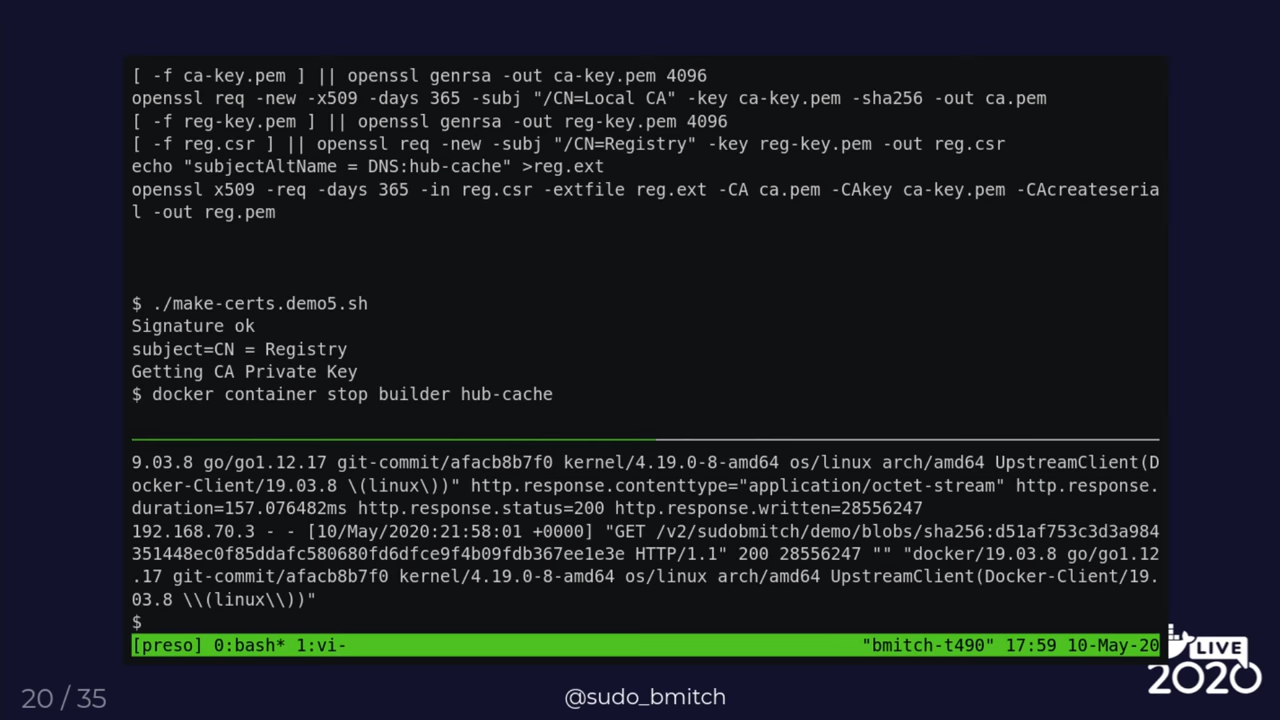 [ -f ca-key.pem ] || openssl genrsa -out ca-key.pem 4096
openssl req -new -x509 -days 365 -subj "/CN=Local CA" -key ca-key.pem -sha256 -out ca.pem
[ -f reg-key.pem ] || openssl genrsa -out reg-key.pem 4096
[ -f reg.csr ] || openssl req -new -subj "/CN=Registry" -key reg-key.pem -out reg.csr
echo "subjectAltName = DNS:hub-cache" >reg.ext
openssl x509 -req -days 365 -in reg.csr -extfile reg.ext -CA ca.pem -CAkey ca-key.pem -CAcreateseria
l -out reg.pem
$ ./make-certs.demo5.sh
Signature ok
subject=CN = Registry
Getting CA Private Key
$ docker container stop builder hub-cache
9.03.8 go/go1.12.17 git-commit/afacb8b7f0 kernel/4.19.0-8-amd64 os/linux arch/amd64 UpstreamClient(D
ocker-Client/19.03.8 \(linux\))" http.response.contenttype="application/octet-stream" http.response.
duration=157.076482ms http.response.status=200 http.response.written=28556247
192.168.70.3 - - [10/May/2020:21:58:01 +0000] "GET /v2/sudobmitch/demo/blobs/sha256:d51af753c3d3a984
351448ec0f85ddafc580680fd6dfce9f4b09fdb367ee1e3e HTTP/1.1" 200 28556247 "" "docker/19.03.8 go/go1.12
.17 git-commit/afacb8b7f0 kernel/4.19.0-8-amd64 os/linux arch/amd64 UpstreamClient(Docker-Client/19.
03.8 \\(linux\\))"
$
[preso] 0:bash* 1:vi- "bmitch-t490" 17:59 10-May-20
LIVE
2020
20 / 35
@sudo_bmitch